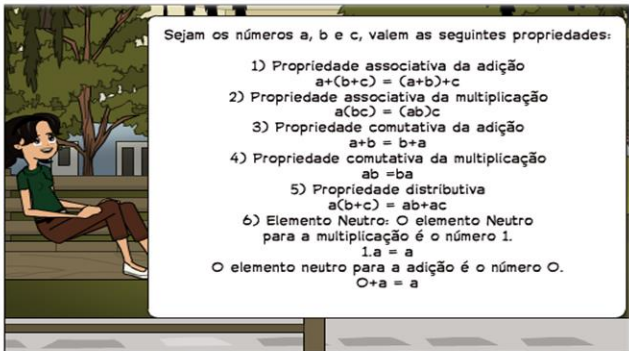 Sejam os números a, b e c, valem as seguintes propriedades:
1) Propriedade associativa da adição
a+(b+c) = (a+b)+c
2) Propriedade associativa da multiplicação
a(bc) = (ab)c
3) Propriedade comutativa da adição
a+b = b+a
4) Propriedade comutativa da multiplicação
ab =ba
5) Propriedade distributiva
a(b+c) = ab+ac
6) Elemento Neutro: O elemento Neutro
para a multiplicação é o número 1.
1.a = a
O elemento neutro para a adição é o número 0.
0+a = a